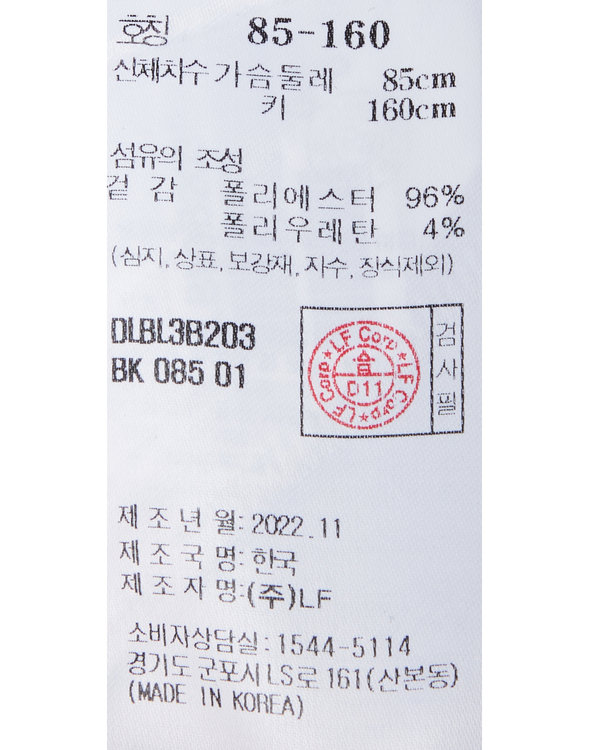 호칭 85-160
신체치수 가슴둘레 85cm
키 160cm
섬유의 조성
겉 감 폴리에스터 96%
폴리우레탄 4%
(심지, 상표, 보강재, 자수, 장식제외)
DLBL3B203
BK 085 01
LF Corp ★ LF Corp ★ LF Corp ★
合
D11
검사필
제 조 년 월: 2022.11
제 조 국 명: 한국
제 조 자 명: (주)LF
소비자상담실: 1544-5114
경기도 군포시 LS로 161(산본동)
(MADE IN KOREA)